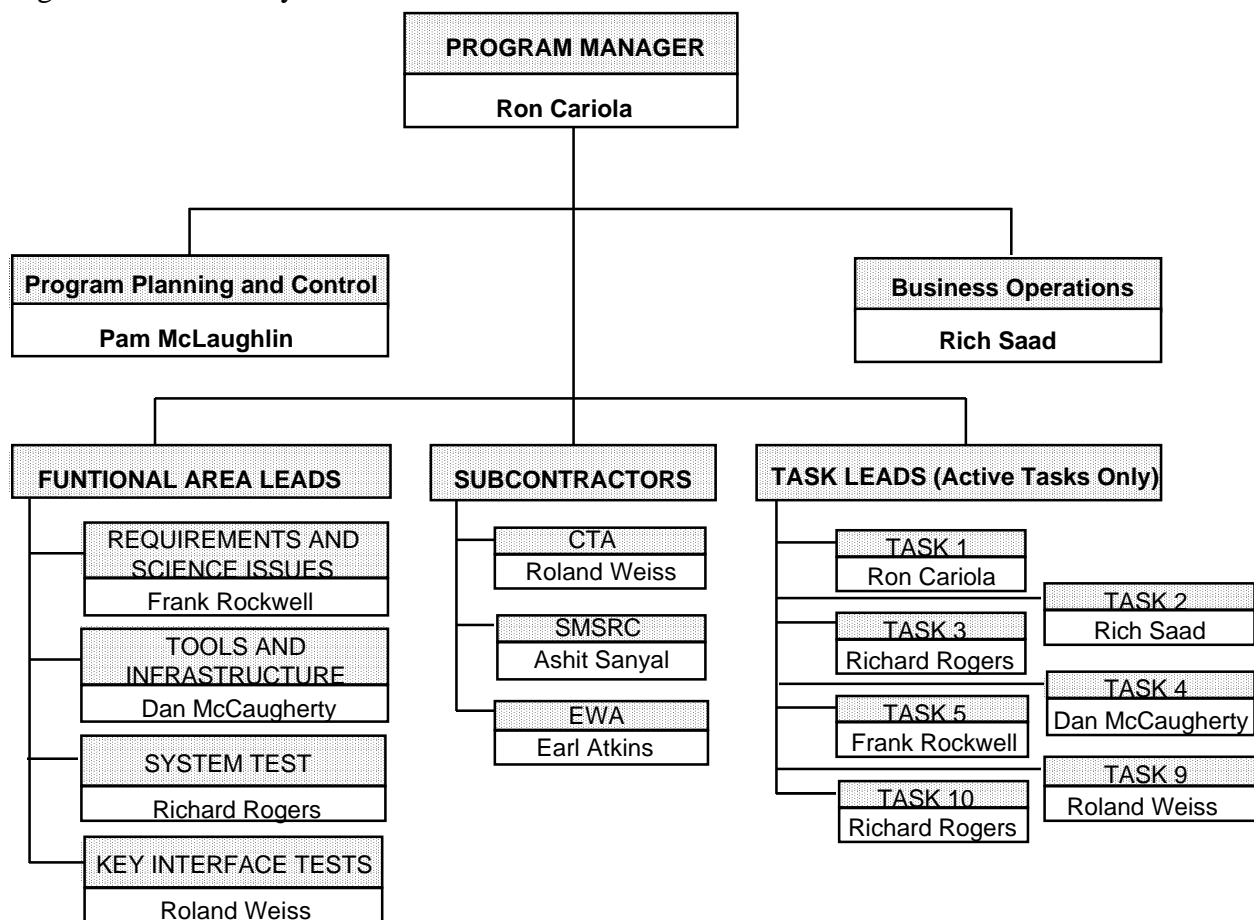 PROGRAM MANAGER
Ron Cariola
Program Planning and Control
Pam McLaughlin
Business Operations
Rich Saad
FUNTIONAL AREA LEADS
REQUIREMENTS AND
SCIENCE ISSUES
Frank Rockwell
TOOLS AND
INFRASTRUCTURE
Dan McCaugherty
SYSTEM TEST
Richard Rogers
KEY INTERFACE TESTS
Roland Weiss
SUBCONTRACTORS
CTA
Roland Weiss
SMSRC
Ashit Sanyal
EWA
Earl Atkins
TASK LEADS (Active Tasks Only)
TASK 1
Ron Cariola
TASK 2
Rich Saad
TASK 3
Richard Rogers
TASK 4
Dan McCaugherty
TASK 5
Frank Rockwell
TASK 9
Roland Weiss
TASK 10
Richard Rogers